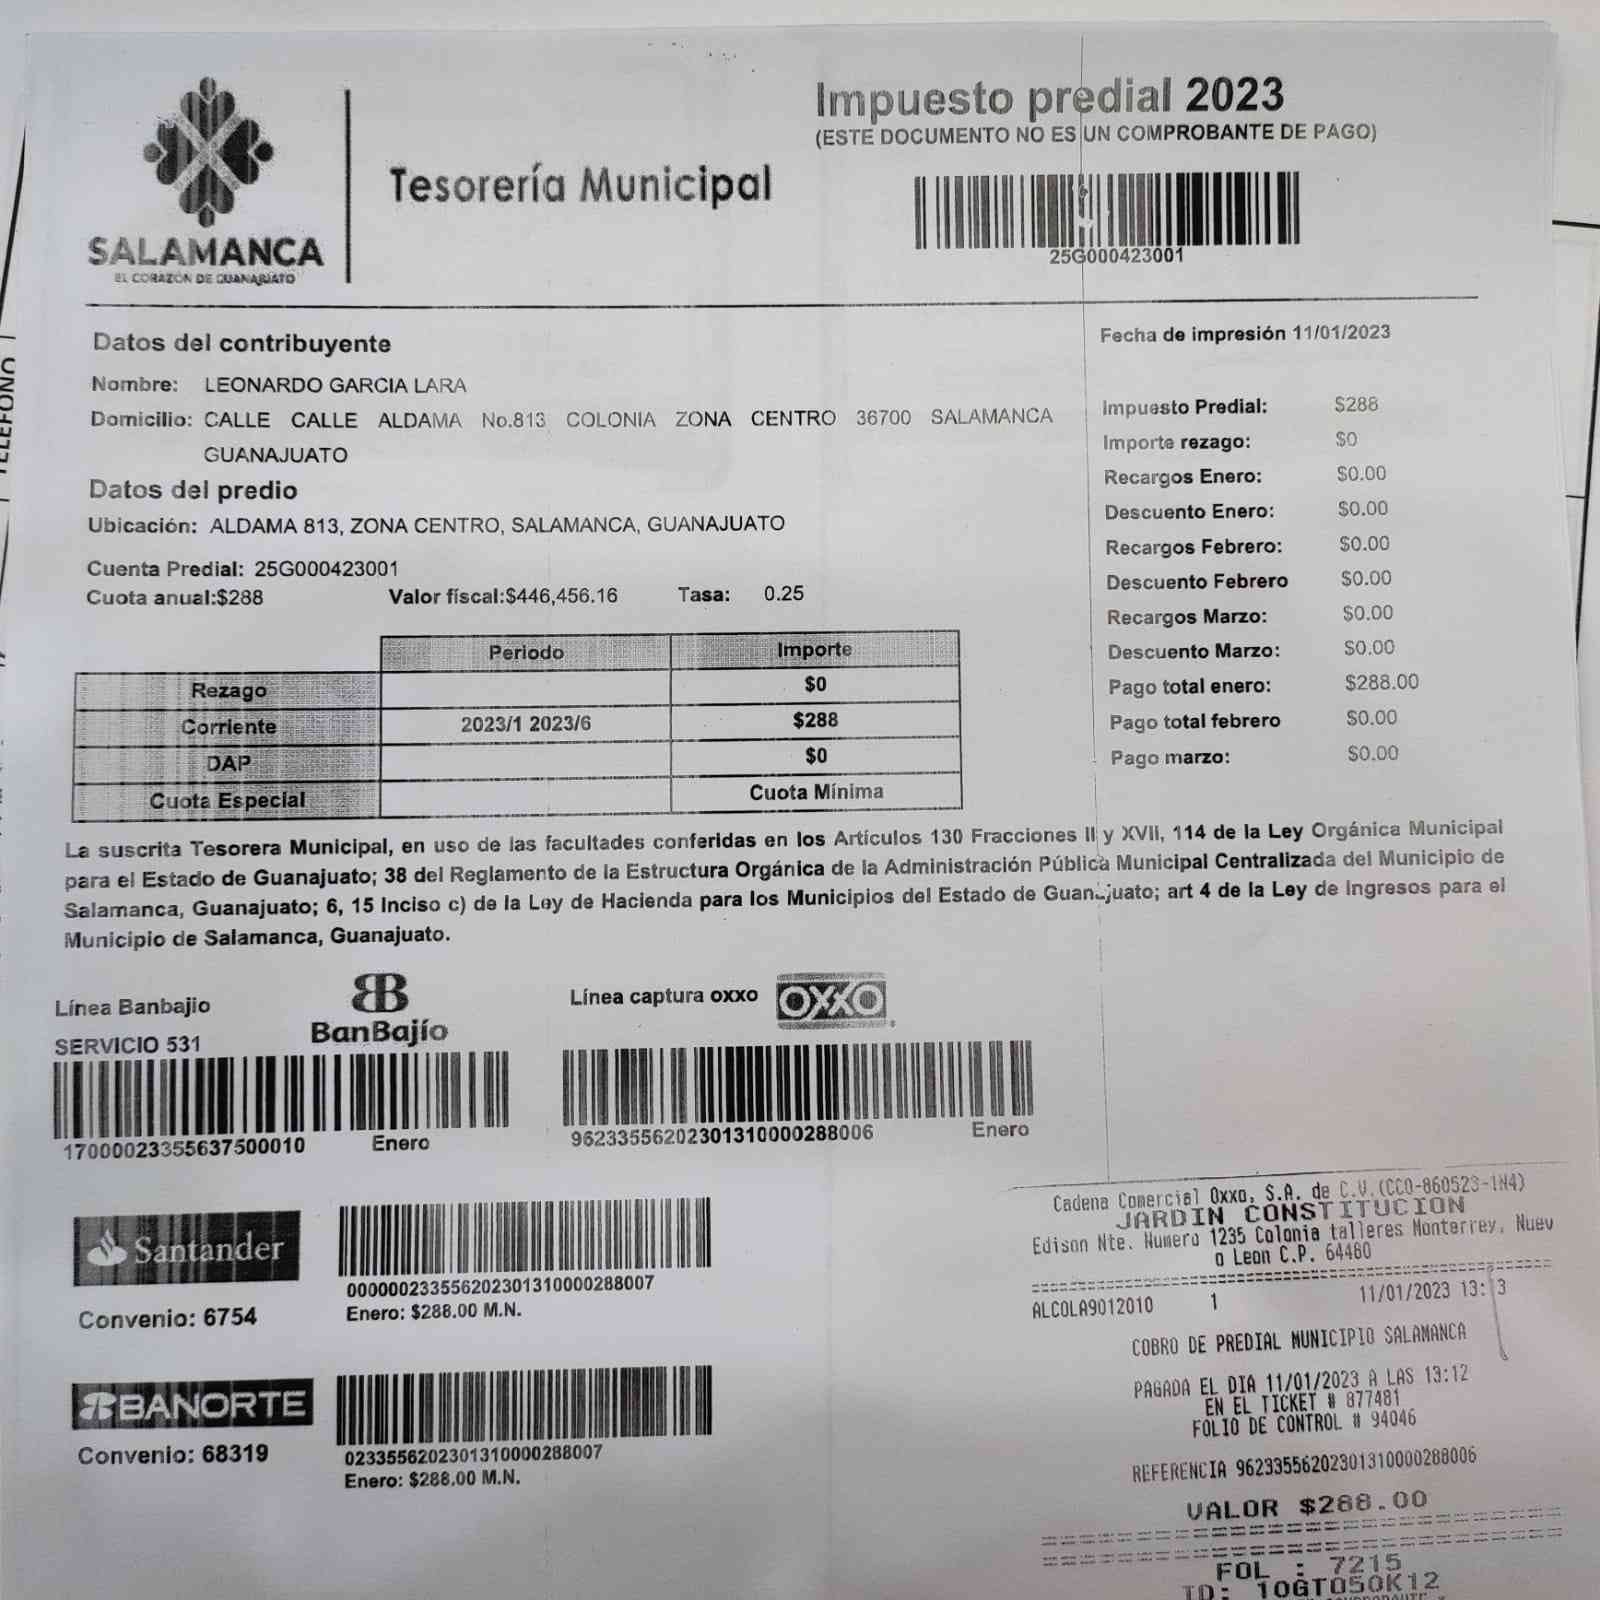 Impuesto predial 2023
(ESTE DOCUMENTO NO ES UN COMPROBANTE DE PAGO)
Tesorería Municipal
SALAMANCA
EL CORAZÓN DE GUANAJUATO
25G000423001
TELEFONO
Datos del contribuyente
Nombre: LEONARDO GARCIA LARA
Domicilio: CALLE CALLE ALDAMA No.813 COLONIA ZONA CENTRO 36700 SALAMANCA
GUANAJUATO
Datos del predio
Ubicación: ALDAMA 813, ZONA CENTRO, SALAMANCA, GUANAJUATO
Cuenta Predial: 25G000423001
Cuota anual:$288 Valor físcal:$446,456.16 Tasa: 0.25
Fecha de impresión 11/01/2023
Impuesto Predial: $288
Importe rezago: $0
Recargos Enero: $0.00
Descuento Enero: $0.00
Recargos Febrero: $0.00
Descuento Febrero $0.00
Recargos Marzo: $0.00
Descuento Marzo: $0.00
Pago total enero: $288.00
Pago total febrero $0.00
Pago marzo: $0.00
Periodo Importe
Rezago $0
Corriente 2023/1 2023/6 $288
DAP $0
Cuota Especial Cuota Mínima
La suscrita Tesorera Municipal, en uso de las facultades conferidas en los Artículos 130 Fracciones II y XVII, 114 de la Ley Orgánica Municipal
para el Estado de Guanajuato; 38 del Reglamento de la Estructura Orgánica de la Administración Pública Municipal Centralizada del Municipio de
Salamanca, Guanajuato; 6, 15 Inciso c) de la Ley de Hacienda para los Municipios del Estado de Guanajuato; art 4 de la Ley de Ingresos para el
Municipio de Salamanca, Guanajuato.
Línea Banbajio
BanBajío
SERVICIO 531
17000023355637500010 Enero
Línea captura oxxo
OXXO
96233556202301310000288006 Enero
Santander
Convenio: 6754
000000233556202301310000288007
Enero: $288.00 M.N.
BANORTE
Convenio: 68319
0233556202301310000288007
Enero: $288.00 M.N.
Cadena Comercial Oxxo, S.A. de C.V.(CCO-860523-1N4)
JARDIN CONSTITUCION
Edison Nte. Numero 1235 Colonia talleres Monterrey, Nuev
o Leon C.P. 64480
ALCOLA9012010 1 11/01/2023
COBRO DE PREDIAL MUNICIPIO SALAMANCA
PAGADA EL DIA 11/01/2023 A LAS 13:12
EN EL TICKET # 877481
FOLIO DE CONTROL # 94046
REFERENCIA 96233556202301310000288006
VALOR $288.00
FOL : 7215
ID: 10GTO50K12